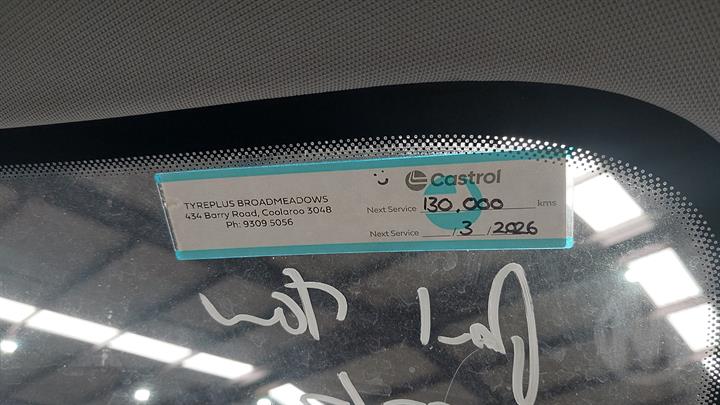 Castrol
TYREPLUS BROADMEADOWS
434 Barry Road, Coolaroo 3048
Ph: 9309 5056
Next Service 130,000 kms
Next Service / 3 / 2026